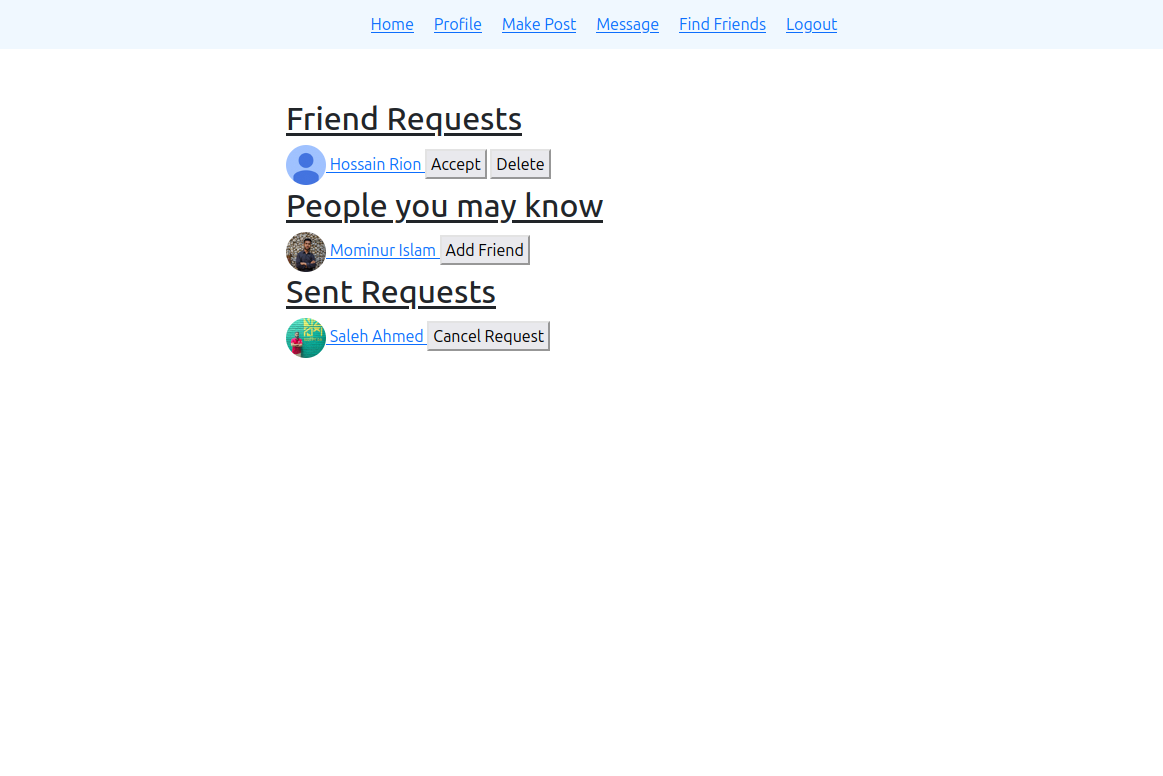 Home Profile Make Post Message Find Friends Logout
Friend Requests
Hossain Rion Accept Delete
People you may know
Mominur Islam Add Friend
Sent Requests
Saleh Ahmed Cancel Request